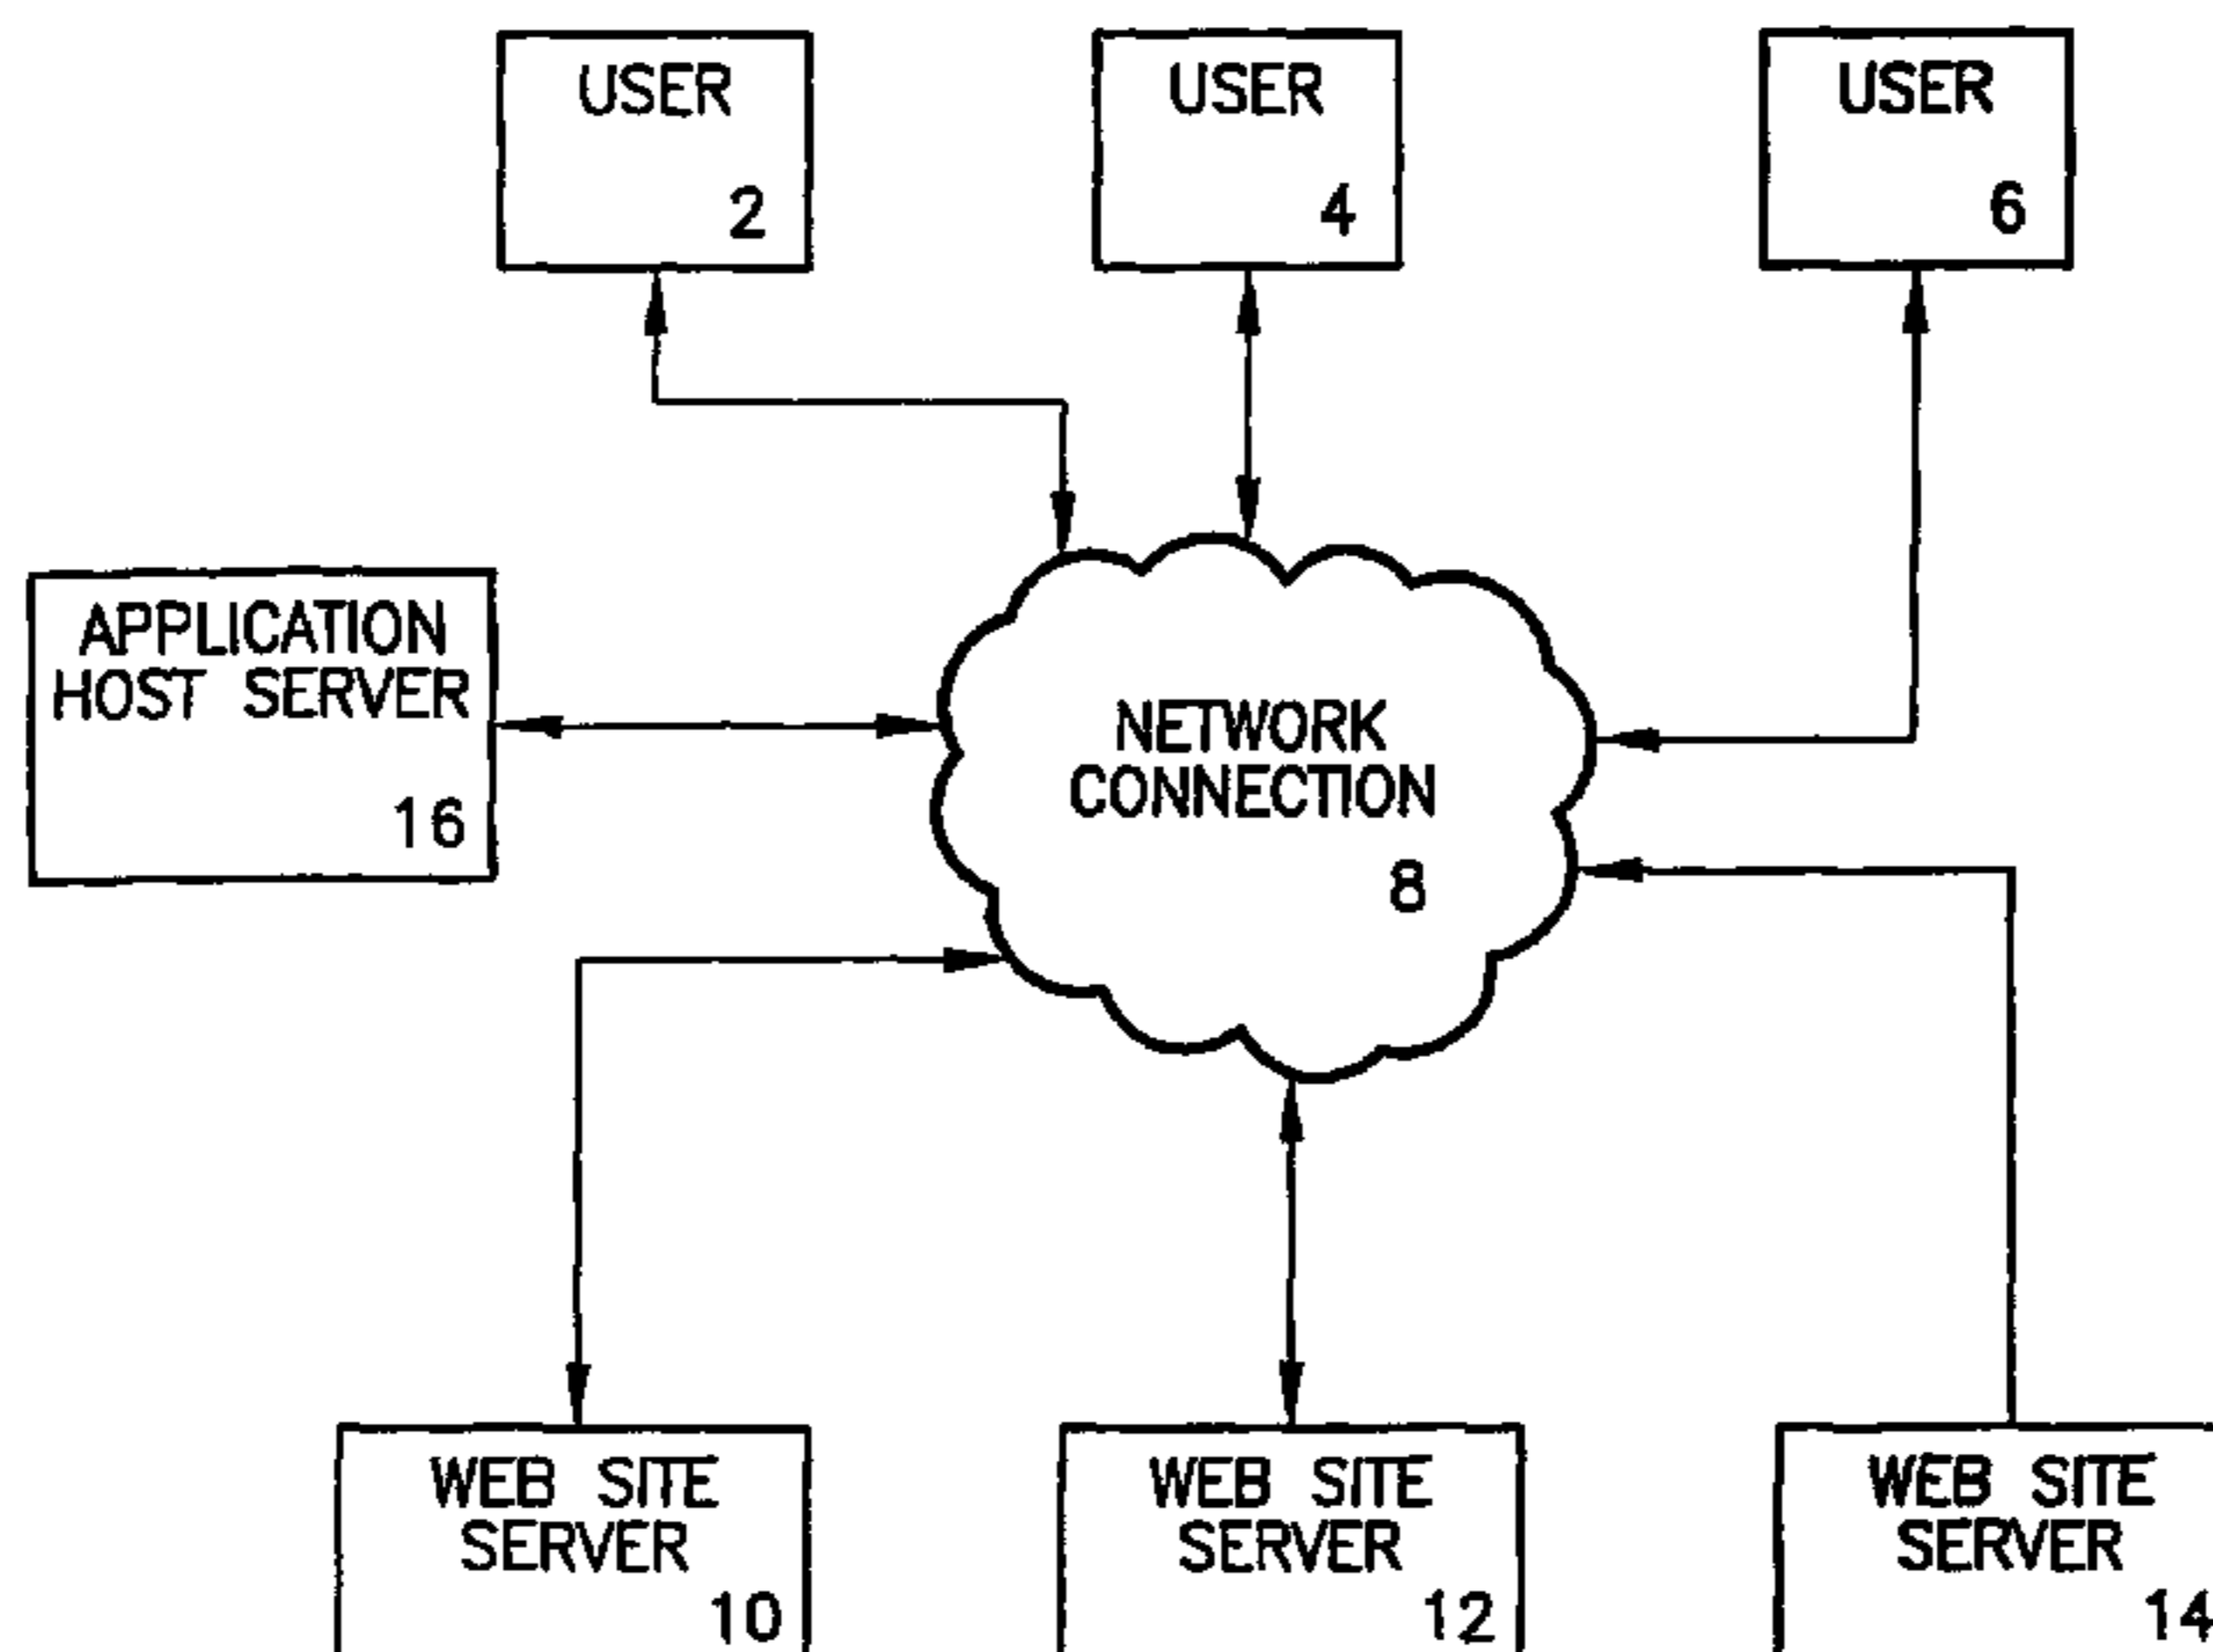 USER
2
USER
4
USER
6
APPLICATION
HOST SERVER
16
NETWORK
CONNECTION
8
WEB SITE
SERVER
10
WEB SITE
SERVER
12
WEB SITE
SERVER
14